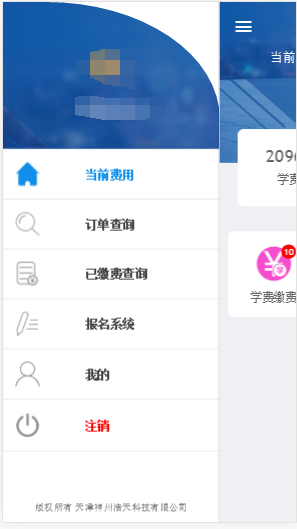 当前
2096
学费
当前费用
订单查询
已缴费查询
10
学费缴费
报名系统
我的
注销
版权所有 天津神州浩天科技有限公司